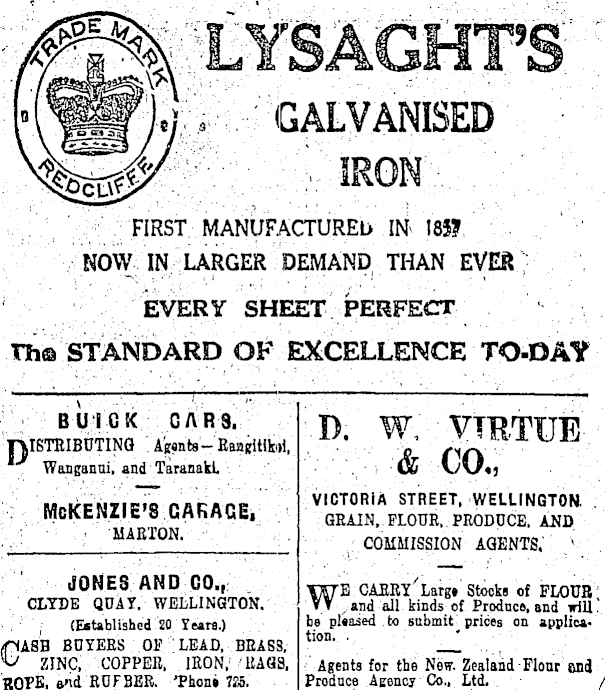 TRADE MARK
REDCLIFFE
LYSAGHT'S
GALVANISED
IRON
FIRST MANUFACTURED IN
NOW IN LARGER DEMAND THAN EVER
EVERY SHEET PERFECT
The STANDARD OF EXCELLENCE TO-DAY
BUICK CARS.
DISTRIBUTING Agents—Rangitikei,
Wanganui, and Taranaki.
McKENZIE'S GARAGE,
MARTON.
JONES AND CO.,
CLYDE QUAY, WELLINGTON.
(Established 20 Years.)
CASH BUYERS OF LEAD, BRASS,
ZINC, COPPER, IRON, RAGS,
ROPE, and RUBBER. 'Phone 725.
D. W. VIRTUE
& CO.,
VICTORIA STREET, WELLINGTON.
GRAIN, FLOUR, PRODUCE, AND
COMMISSION AGENTS.
WE CARRY Large Stocks of FLOUR
and all kinds of Produce, and will
be pleased to submit prices on applica-
tion.
Agents for the New Zealand Flour and
Produce Agency Co., Ltd.